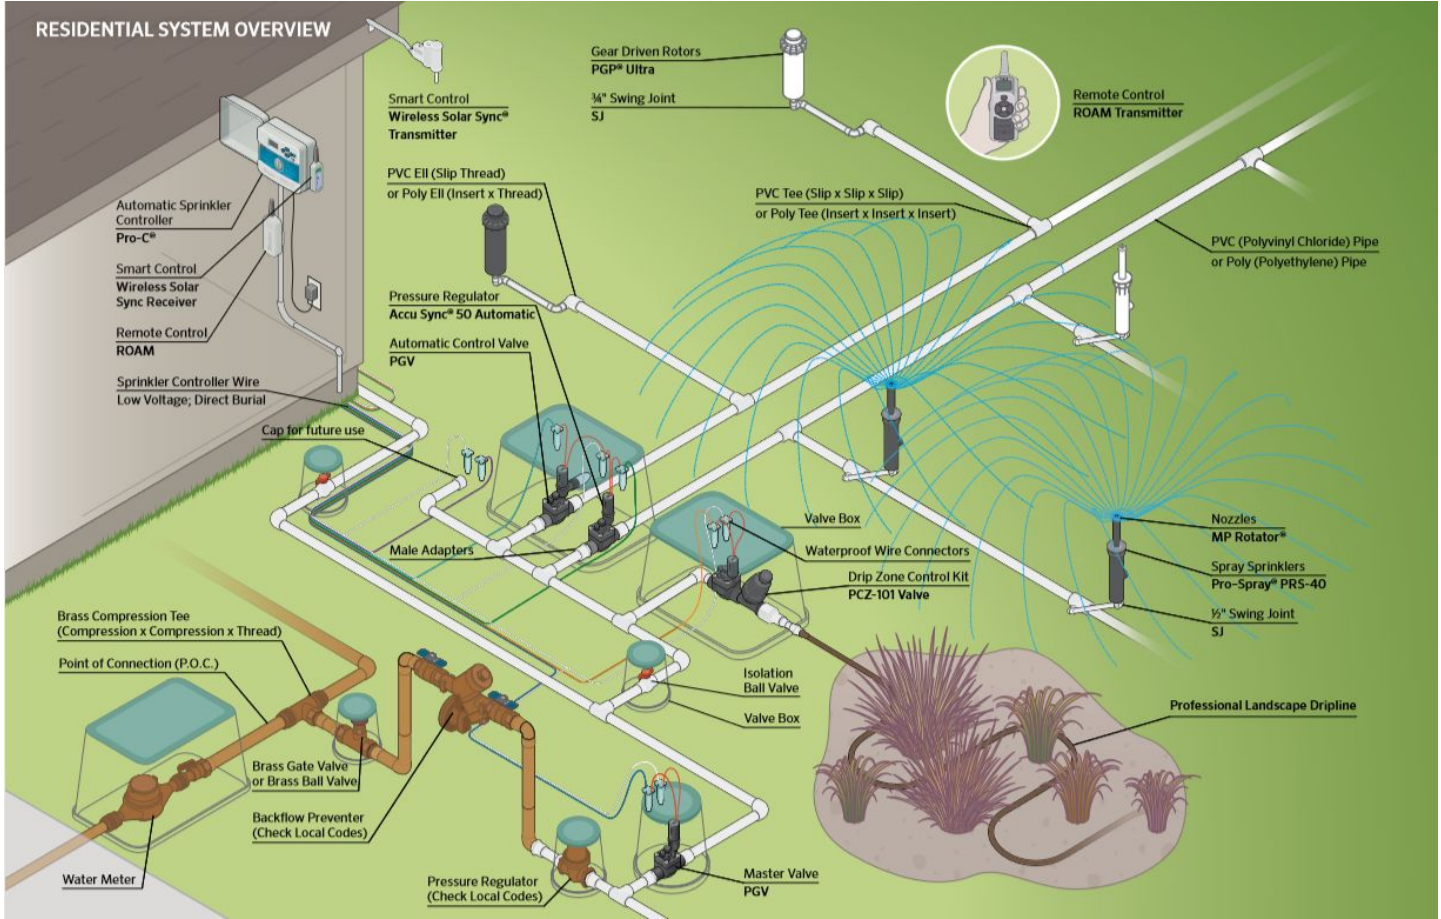 RESIDENTIAL SYSTEM OVERVIEW
Smart Control
Wireless Solar Sync®
Transmitter
Gear Driven Rotors
PGP® Ultra
¾" Swing Joint
SJ
Remote Control
ROAM Transmitter
PVC Ell (Slip Thread)
or Poly Ell (Insert x Thread)
PVC Tee (Slip x Slip x Slip)
or Poly Tee (Insert x Insert x Insert)
PVC (Polyvinyl Chloride) Pipe
or Poly (Polyethylene) Pipe
Automatic Sprinkler
Controller
Pro-C®
Smart Control
Wireless Solar
Sync Receiver
Remote Control
ROAM
Sprinkler Controller Wire
Low Voltage; Direct Burial
Pressure Regulator
Accu Sync® 50 Automatic
Automatic Control Valve
PGV
Cap for future use
Male Adapters
Valve Box
Waterproof Wire Connectors
Drip Zone Control Kit
PCZ-101 Valve
Nozzles
MP Rotator®
Spray Sprinklers
Pro-Spray® PRS-40
½" Swing Joint
SJ
Brass Compression Tee
(Compression x Compression x Thread)
Point of Connection (P.O.C.)
Isolation
Ball Valve
Valve Box
Professional Landscape Dripline
Brass Gate Valve
or Brass Ball Valve
Backflow Preventer
(Check Local Codes)
Water Meter
Pressure Regulator
(Check Local Codes)
Master Valve
PGV